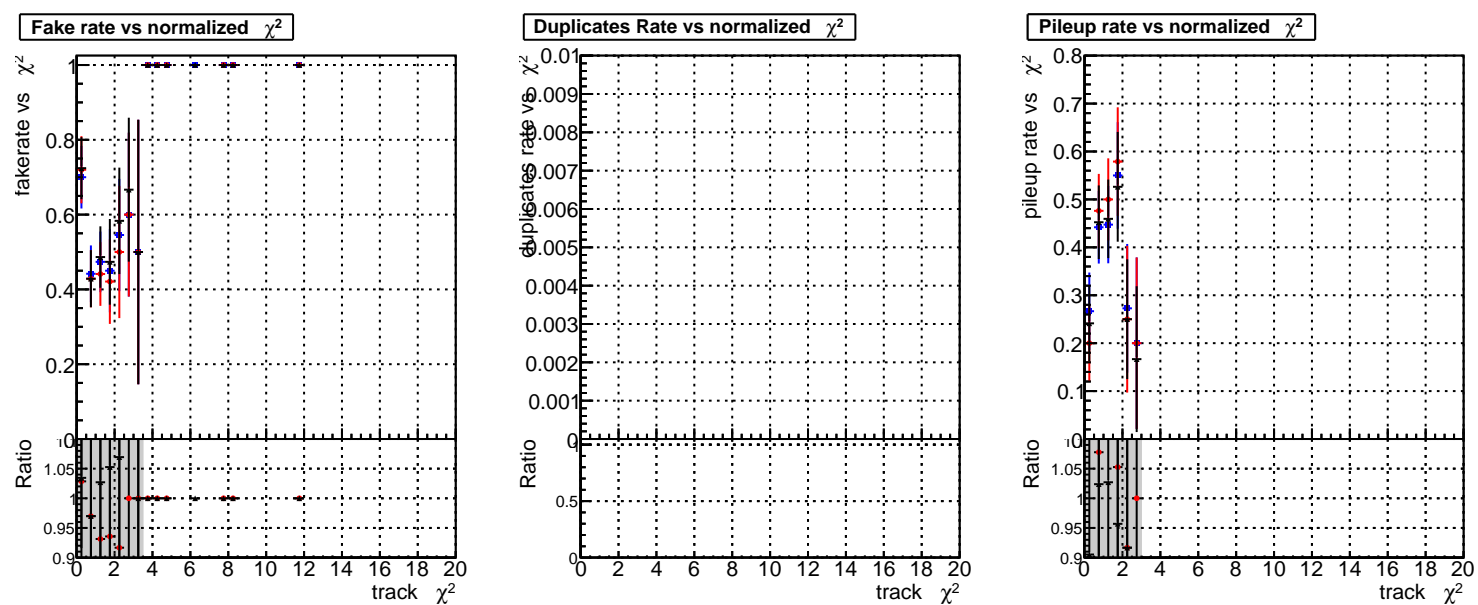 Fake rate vs normalized χ²
fakerate vs χ²
1
0.8
0.6
0.4
0.2
0
Ratio
1.05
1
0.95
0.9
0 2 4 6 8 10 12 14 16 18 20
track χ²
Duplicates Rate vs normalized χ²
duplicates rate vs
0.01
0.009
0.008
0.007
0.006
0.005
0.004
0.003
0.002
0.001
0
Ratio
1
0.5
0
0 2 4 6 8 10 12 14 16 18 20
track χ²
Pileup rate vs normalized χ²
pileup rate vs χ²
0.8
0.7
0.6
0.5
0.4
0.3
0.2
0.1
Ratio
1.05
1
0.95
0.9
0 2 4 6 8 10 12 14 16 18 20
track χ²